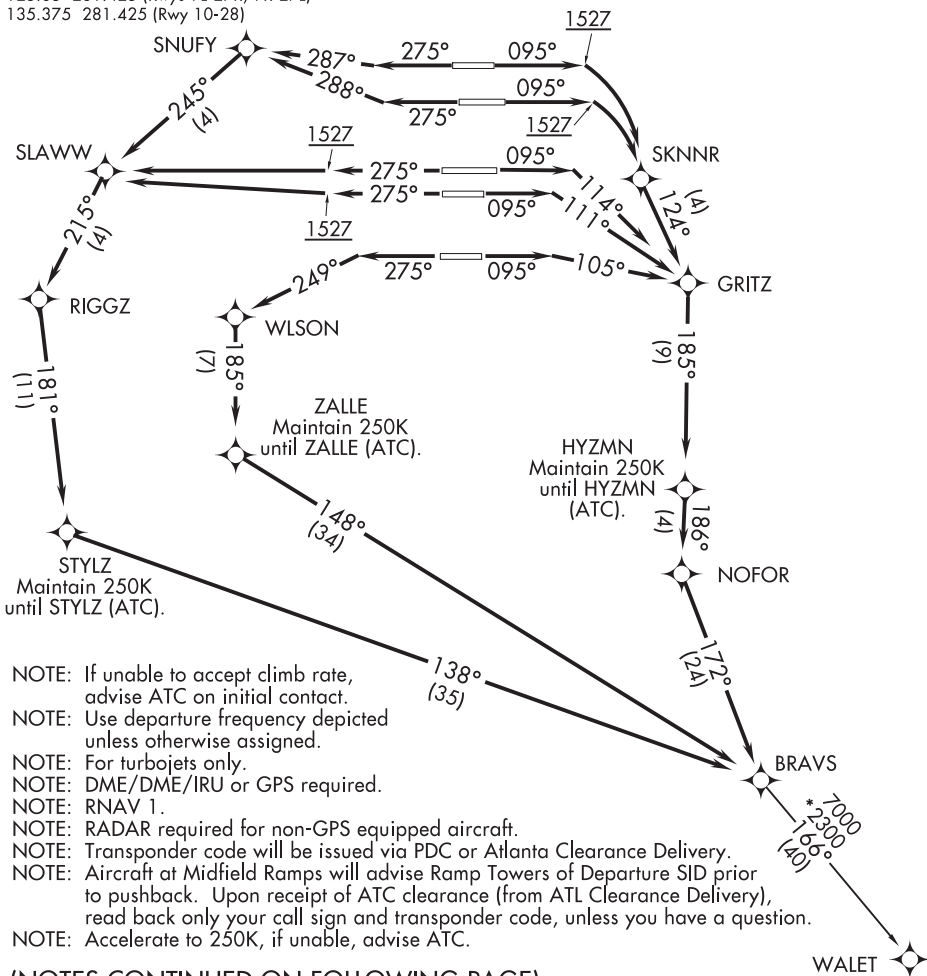 135.375 281.425 (Rwy 10-28)
1527
SNUFY
287°
275°
095°
288°
275°
095°
245°
(4)
1527
SLAWW
1527
275°
095°
SKNNR
275°
095°
114°
111°
(4)
124°
215°
(4)
1527
249°
275°
095°
105°
GRITZ
RIGGZ
WLSON
185°
(7)
185°
(9)
181°
(11)
ZALLE
Maintain 250K
until ZALLE (ATC).
HYZMN
Maintain 250K
until HYZMN
(ATC).
148°
(34)
186°
(4)
STYLZ
Maintain 250K
until STYLZ (ATC).
NOFOR
138°
(35)
172°
(24)
NOTE: If unable to accept climb rate,
advise ATC on initial contact.
NOTE: Use departure frequency depicted
unless otherwise assigned.
NOTE: For turbojets only.
NOTE: DME/DME/IRU or GPS required.
NOTE: RNAV 1.
NOTE: RADAR required for non-GPS equipped aircraft.
NOTE: Transponder code will be issued via PDC or Atlanta Clearance Delivery.
NOTE: Aircraft at Midfield Ramps will advise Ramp Towers of Departure SID prior
to pushback. Upon receipt of ATC clearance (from ATL Clearance Delivery),
read back only your call sign and transponder code, unless you have a question.
NOTE: Accelerate to 250K, if unable, advise ATC.
BRAVS
7000
*2300
166°
(40)
WALET
(NOTES CONTINUED ON FOLLOWING PAGE)